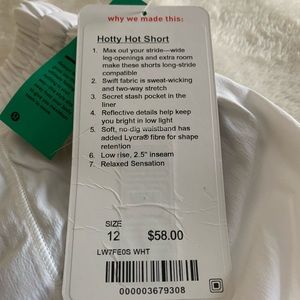 why we made this:
Hotty Hot Short
1. Max out your stride—wide
leg-openings and extra room
make these shorts long-stride
compatible
2. Swift fabric is sweat-wicking
and two-way stretch
3. Secret stash pocket in the
liner
4. Reflective details help keep
you bright in low light
5. Soft, no-dig waistband has
added Lycra® fibre for shape
retention
6. Low rise, 2.5" inseam
7. Relaxed Sensation
SIZE
12 $58.00
LW7FE0S WHT
000003679308